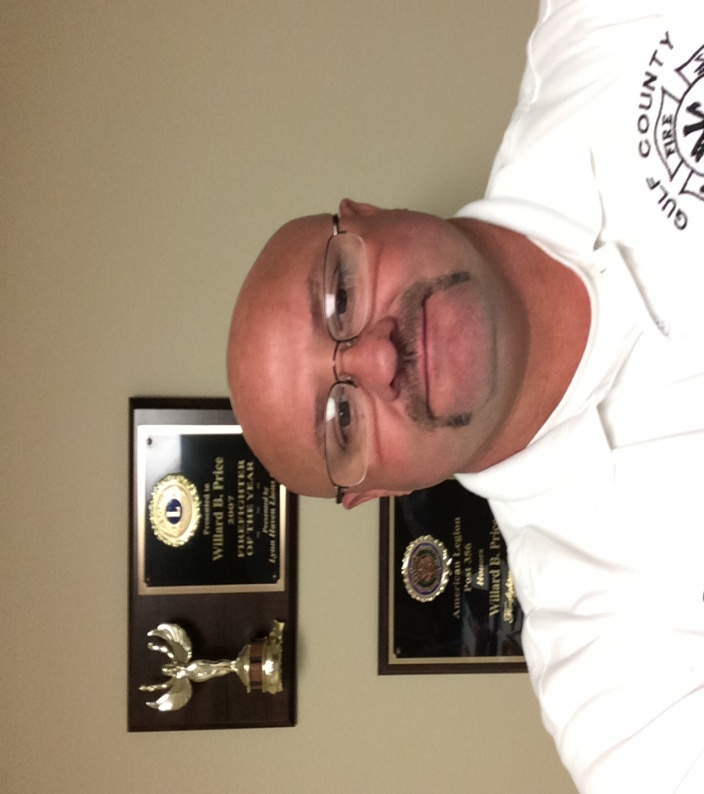 Presented to
Willard B. Price
2007
FIREFIGHTER
OF THE YEAR
Presented by
Lynn Haven Lions
L
American Legion
Post 356
Honors
Willard B. Price
GULF COUNTY
FIRE